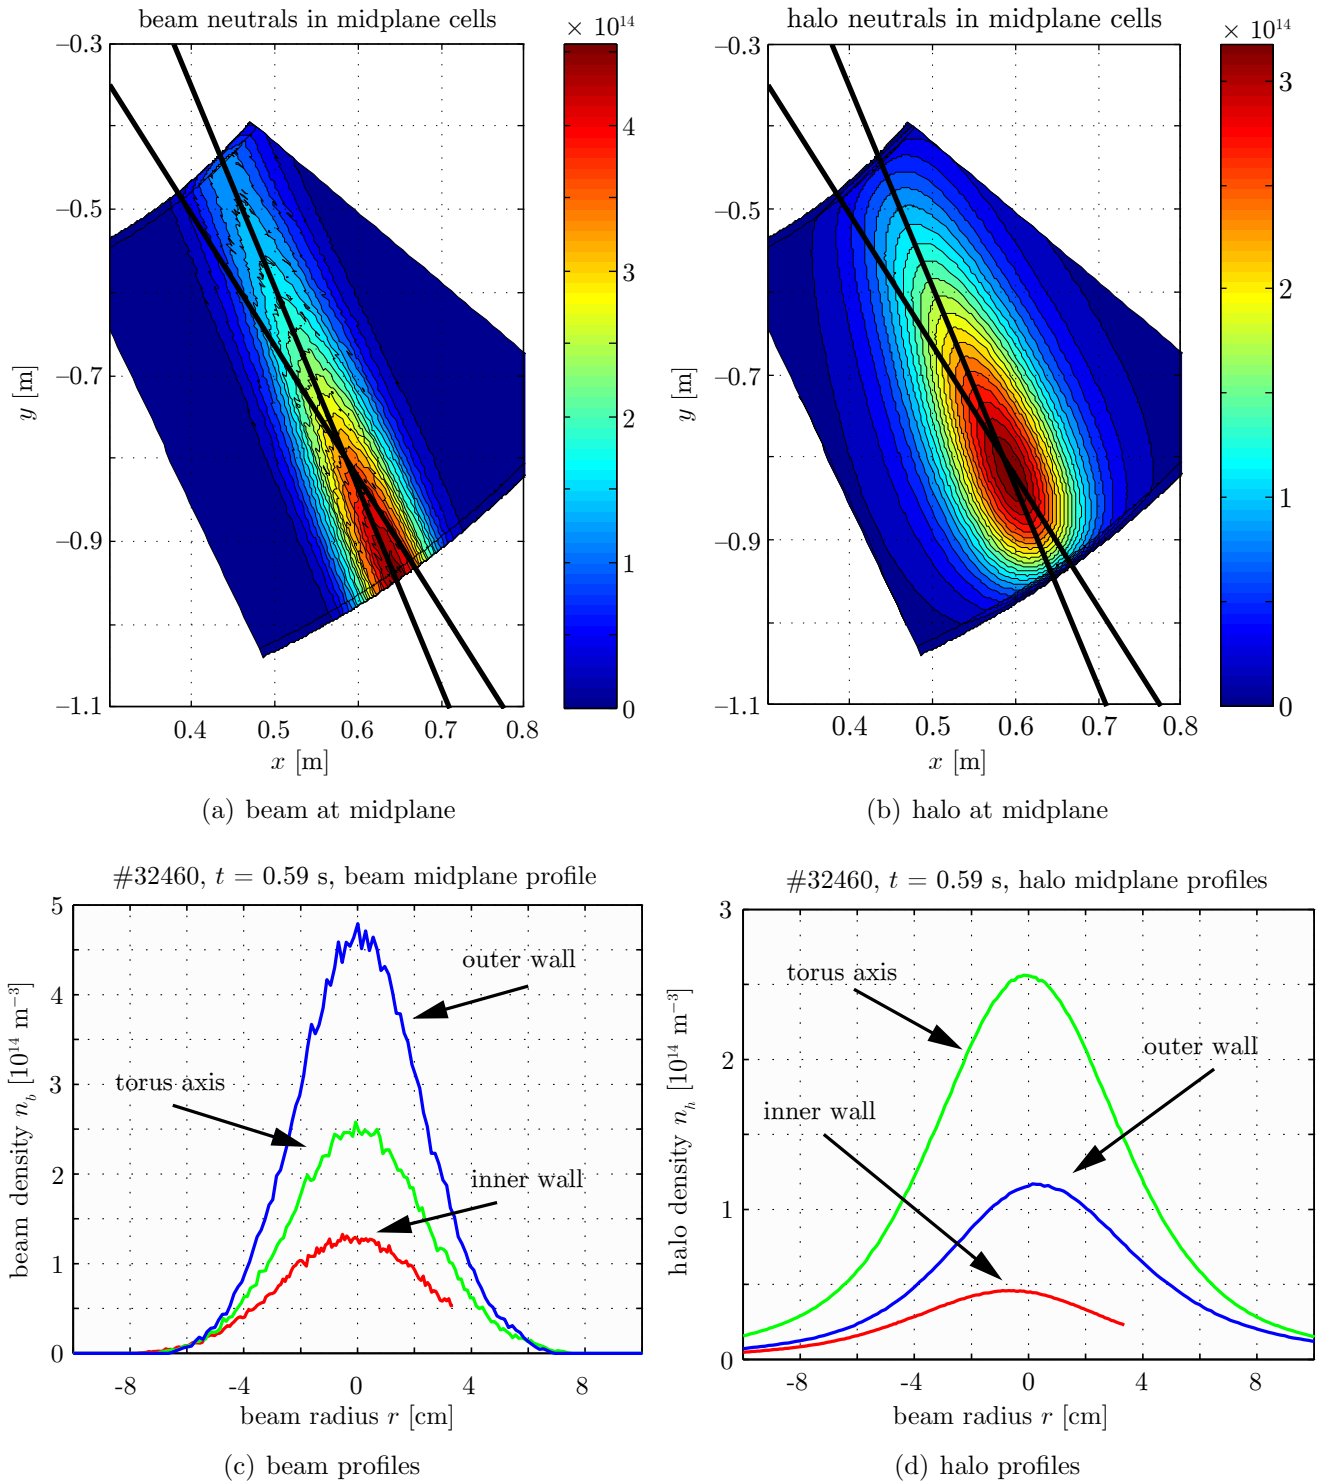 beam neutrals in midplane cells
× 10¹⁴
−0.3
−0.5
−0.7
−0.9
−1.1
y [m]
0.4 0.5 0.6 0.7 0.8
x [m]
4
3
2
1
0
(a) beam at midplane
halo neutrals in midplane cells
× 10¹⁴
−0.3
−0.5
−0.7
−0.9
−1.1
y [m]
0.4 0.5 0.6 0.7 0.8
x [m]
3
2
1
0
(b) halo at midplane
#32460, t = 0.59 s, beam midplane profile
5
4
3
2
1
0
beam density n_b [10¹⁴ m⁻³]
outer wall
torus axis
inner wall
-8 -4 0 4 8
beam radius r [cm]
(c) beam profiles
#32460, t = 0.59 s, halo midplane profiles
3
2
1
0
halo density n_h [10¹⁴ m⁻³]
torus axis
outer wall
inner wall
-8 -4 0 4 8
beam radius r [cm]
(d) halo profiles